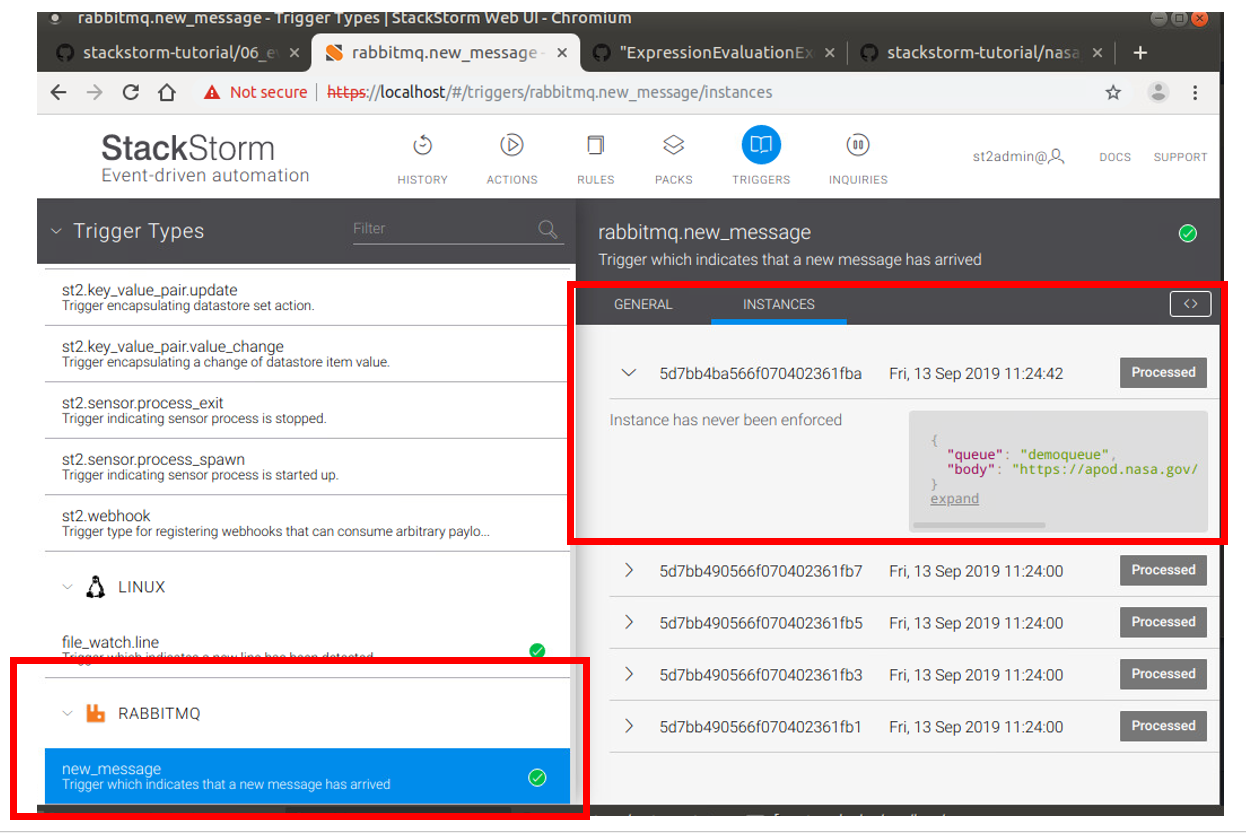 rabbitmq.new_message - Trigger Types | StackStorm Web UI - Chromium
stackstorm-tutorial/06_e
rabbitmq.new_message -
"ExpressionEvaluationEx
stackstorm-tutorial/nasa
Not secure
https://localhost/#/triggers/rabbitmq.new_message/instances
StackStorm
Event-driven automation
HISTORY
ACTIONS
RULES
PACKS
TRIGGERS
INQUIRIES
st2admin@
DOCS
SUPPORT
Trigger Types
Filter
st2.key_value_pair.update
Trigger encapsulating datastore set action.
st2.key_value_pair.value_change
Trigger encapsulating a change of datastore item value.
st2.sensor.process_exit
Trigger indicating sensor process is stopped.
st2.sensor.process_spawn
Trigger indicating sensor process is started up.
st2.webhook
Trigger type for registering webhooks that can consume arbitrary paylo...
LINUX
file_watch.line
Trigger which indicates a new line has been detected
RABBITMQ
new_message
Trigger which indicates that a new message has arrived
rabbitmq.new_message
Trigger which indicates that a new message has arrived
GENERAL
INSTANCES
<>
5d7bb4ba566f070402361fba Fri, 13 Sep 2019 11:24:42 Processed
Instance has never been enforced
{
"queue": "demoqueue",
"body": "https://apod.nasa.gov/
}
expand
5d7bb490566f070402361fb7 Fri, 13 Sep 2019 11:24:00 Processed
5d7bb490566f070402361fb5 Fri, 13 Sep 2019 11:24:00 Processed
5d7bb490566f070402361fb3 Fri, 13 Sep 2019 11:24:00 Processed
5d7bb490566f070402361fb1 Fri, 13 Sep 2019 11:24:00 Processed